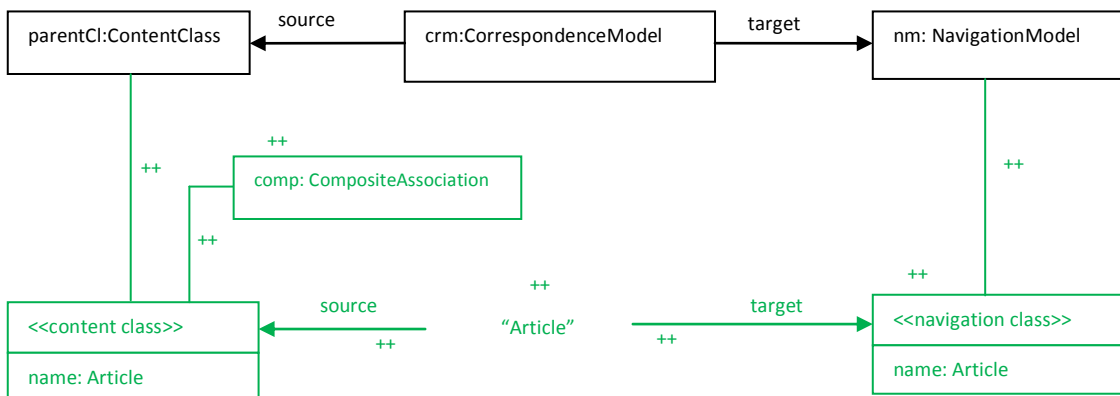 source
target
parentCl:ContentClass
crm:CorrespondenceModel
nm: NavigationModel
++
++
++
comp: CompositeAssociation
++
++
++
source
target
<<content class>>
“Article”
<<navigation class>>
++
++
name: Article
name: Article